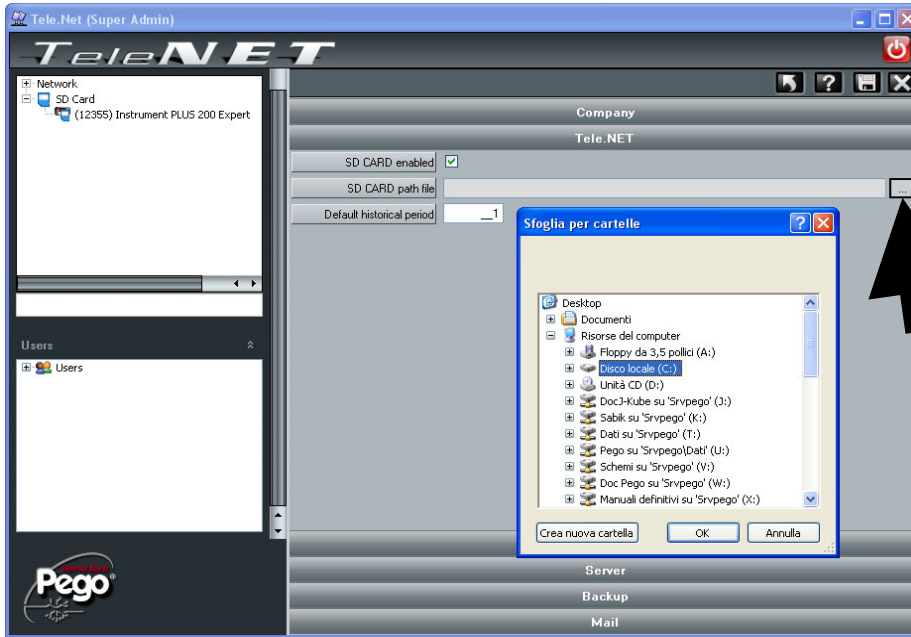 Tele.Net (Super Admin)
TeleNET
Network
SD Card
(12355) Instrument PLUS 200 Expert
Company
Tele.NET
SD CARD enabled
SD CARD path file
...
Default historical period
__1
Sfoglia per cartelle
Desktop
Documenti
Risorse del computer
Floppy da 3,5 pollici (A:)
Disco locale (C:)
Unità CD (D:)
DocJ-Kube su 'Srvpego' (J:)
Sabik su 'Srvpego' (K:)
Dati su 'Srvpego' (T:)
Pego su 'Srvpego\Dati' (U:)
Schemi su 'Srvpego' (V:)
Doc Pego su 'Srvpego' (W:)
Manuali definitivi su 'Srvpego' (X:)
Crea nuova cartella
OK
Annulla
Users
Users
Server
Backup
Mail
Pego